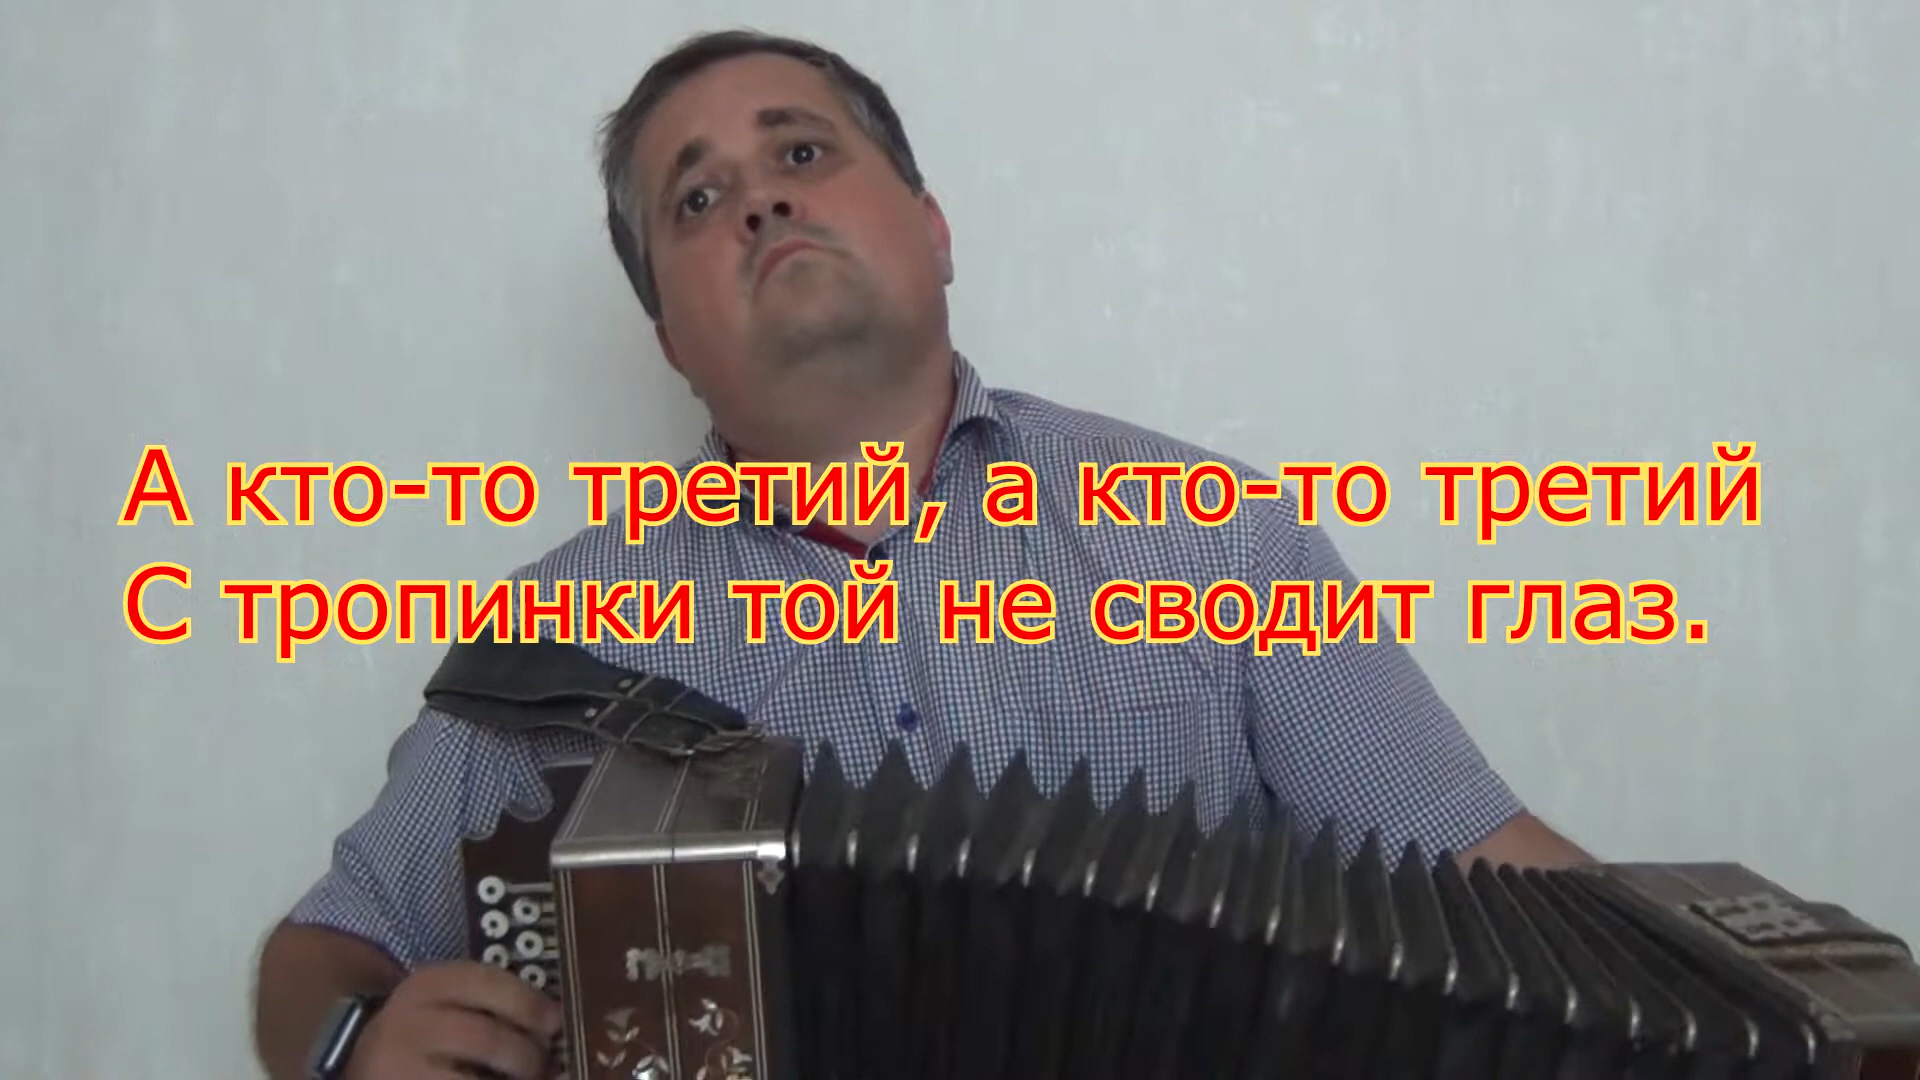 А кто-то третий, а кто-то третий
С тропинки той не сводит глаз.